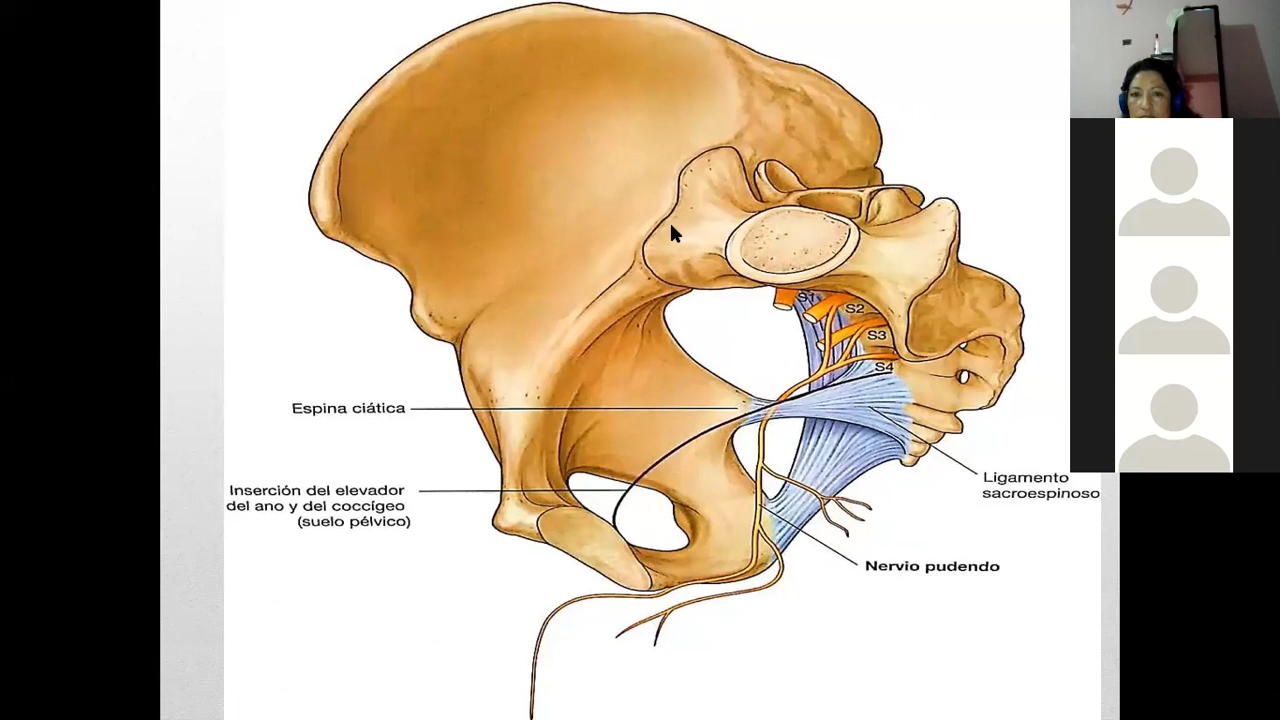 S1
S2
S3
S4
Espina ciática
Ligamento
sacroespinoso
Inserción del elevador
del ano y del coccígeo
(suelo pélvico)
Nervio pudendo